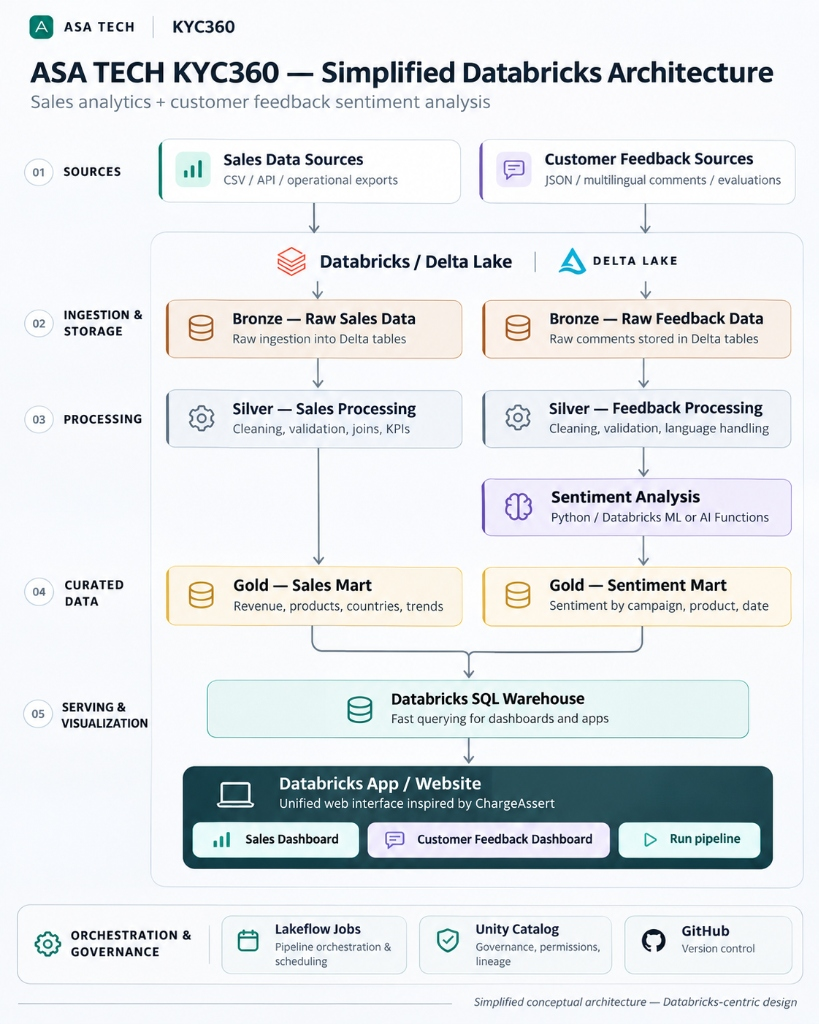 ASA TECH
KYC360
ASA TECH KYC360 — Simplified Databricks Architecture
Sales analytics + customer feedback sentiment analysis
01
SOURCES
Sales Data Sources
CSV / API / operational exports
Customer Feedback Sources
JSON / multilingual comments / evaluations
Databricks / Delta Lake
DELTA LAKE
02
INGESTION &
STORAGE
Bronze — Raw Sales Data
Raw ingestion into Delta tables
Bronze — Raw Feedback Data
Raw comments stored in Delta tables
03
PROCESSING
Silver — Sales Processing
Cleaning, validation, joins, KPIs
Silver — Feedback Processing
Cleaning, validation, language handling
Sentiment Analysis
Python / Databricks ML or AI Functions
04
CURATED
DATA
Gold — Sales Mart
Revenue, products, countries, trends
Gold — Sentiment Mart
Sentiment by campaign, product, date
05
SERVING &
VISUALIZATION
Databricks SQL Warehouse
Fast querying for dashboards and apps
Databricks App / Website
Unified web interface inspired by ChargeAssert
Sales Dashboard
Customer Feedback Dashboard
Run pipeline
ORCHESTRATION &
GOVERNANCE
Lakeflow Jobs
Pipeline orchestration &
scheduling
Unity Catalog
Governance, permissions,
lineage
GitHub
Version control
Simplified conceptual architecture — Databricks-centric design